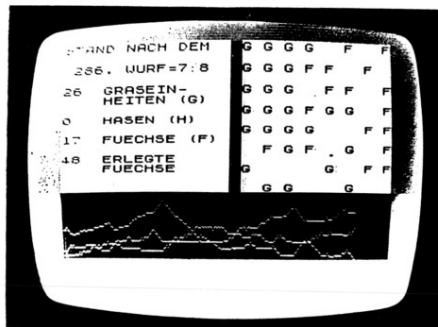 STAND NACH DEM
286. WURF=7:8
26 GRASEIN-
HEITEN (G)
0 HASEN (H)
17 FUECHSE (F)
48 ERLEGTE
FUECHSE
G G G G F F
G G G F F F
G G G F F F
G G G F G G F
G G G G F F
F G F . G F
G G F F
G G G